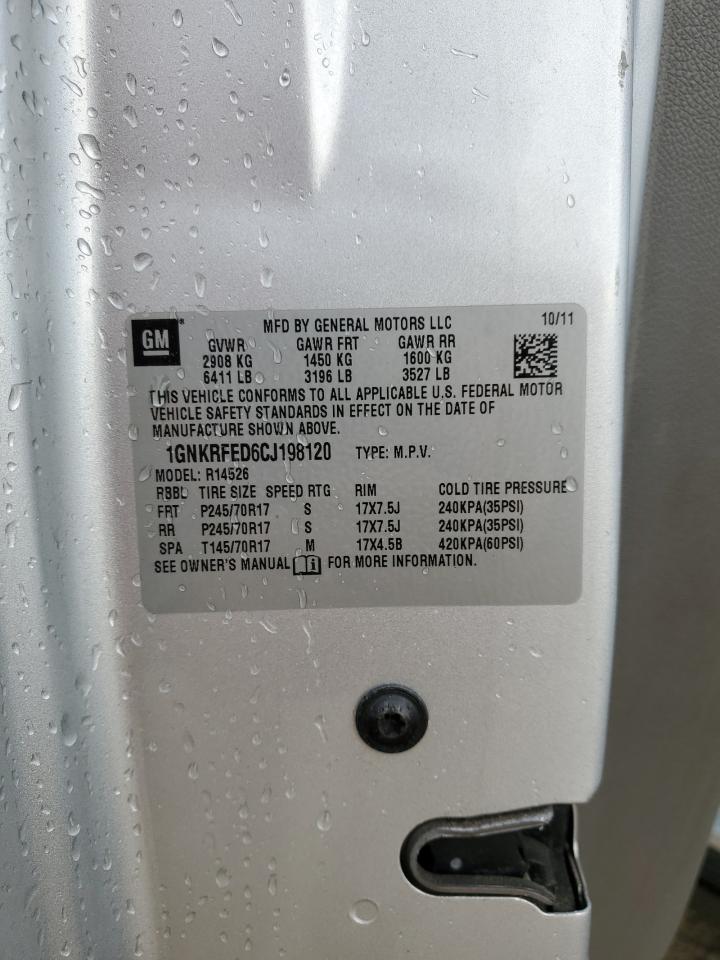 GM® MFD BY GENERAL MOTORS LLC 10/11
GVWR GAWR FRT GAWR RR
2908 KG 1450 KG 1600 KG
6411 LB 3196 LB 3527 LB
THIS VEHICLE CONFORMS TO ALL APPLICABLE U.S. FEDERAL MOTOR
VEHICLE SAFETY STANDARDS IN EFFECT ON THE DATE OF
MANUFACTURE SHOWN ABOVE.
1GNKRFED6CJ198120 TYPE: M.P.V.
MODEL: R14526
RBBL TIRE SIZE SPEED RTG RIM COLD TIRE PRESSURE
FRT P245/70R17 S 17X7.5J 240KPA(35PSI)
RR P245/70R17 S 17X7.5J 240KPA(35PSI)
SPA T145/70R17 M 17X4.5B 420KPA(60PSI)
SEE OWNER'S MANUAL i FOR MORE INFORMATION.